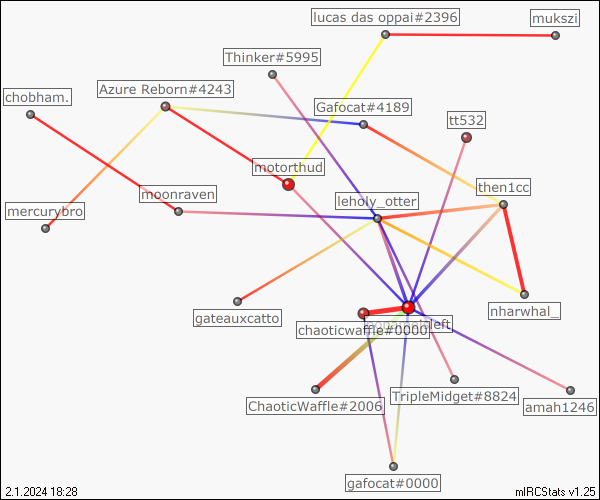 lucas das oppai#2396
mukszi
Thinker#5995
Azure Reborn#4243
chobham.
Gafocat#4189
tt532
motorthud
moonraven
leholy_otter
then1cc
mercurybro
gateauxcatto
nharwhal_
chaoticwaffle#0000
ChaoticWaffle#2006
TripleMidget#8824
amah1246
gafocat#0000
2.1.2024 18:28
mIRCStats v1.25